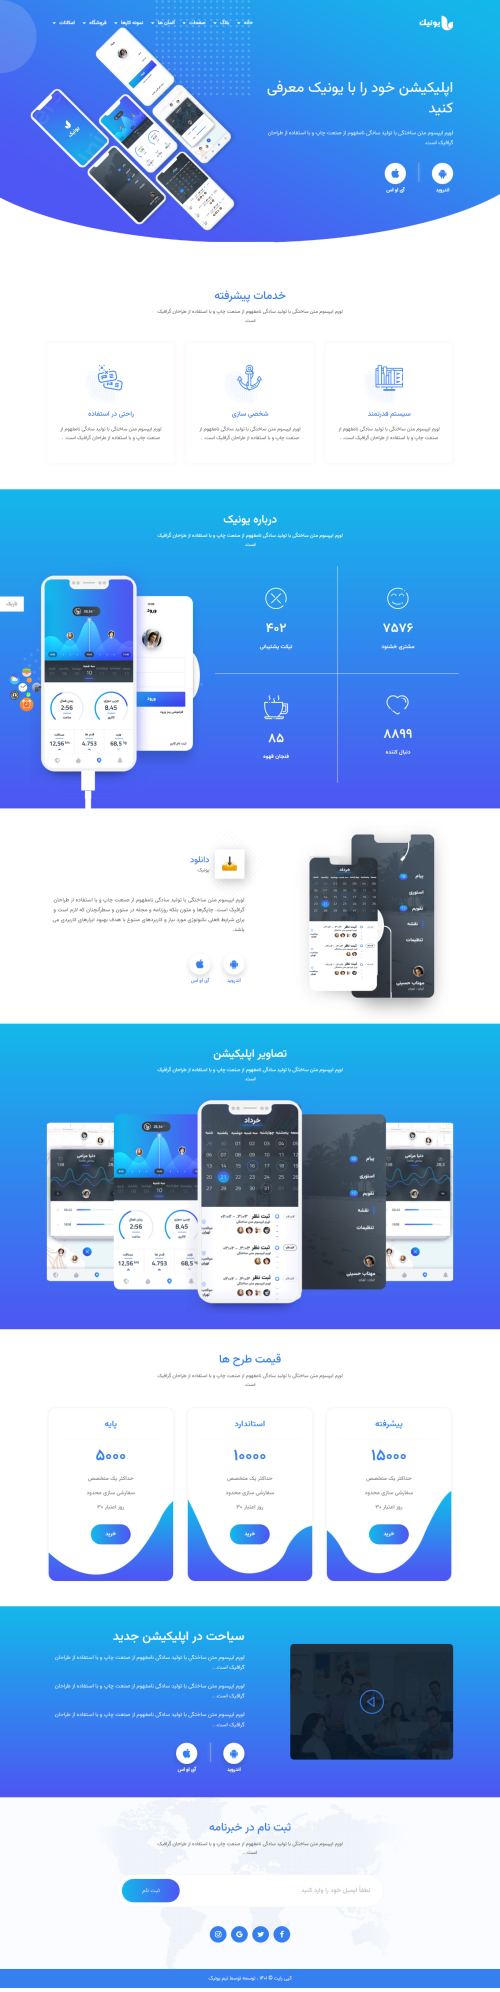 یونیک
خانه
بلاگ
صفحات
المان ها
نمونه کارها
فروشگاه
امکانات
اپلیکیشن خود را با یونیک معرفی
کنید
لورم ایپسوم متن ساختگی با تولید سادگی نامفهوم از صنعت چاپ و با استفاده از طراحان
گرافیک است.
اندروید
آی او اس
خدمات پیشرفته
لورم ایپسوم متن ساختگی با تولید سادگی نامفهوم از صنعت چاپ و با استفاده از طراحان گرافیک
است.
سیستم قدرتمند
لورم ایپسوم متن ساختگی با تولید سادگی نامفهوم از
صنعت چاپ و با استفاده از طراحان گرافیک است. .
شخصی سازی
لورم ایپسوم متن ساختگی با تولید سادگی نامفهوم از
صنعت چاپ و با استفاده از طراحان گرافیک است. .
راحتی در استفاده
لورم ایپسوم متن ساختگی با تولید سادگی نامفهوم از
صنعت چاپ و با استفاده از طراحان گرافیک است. .
درباره یونیک
لورم ایپسوم متن ساختگی با تولید سادگی نامفهوم از صنعت چاپ و با استفاده از طراحان گرافیک
است.
تاریک
۷۵۷۶
مشتری خشنود
۴۰۲
تیکت پشتیبانی
۸۸۹۹
دنبال کننده
۸۵
فنجان قهوه
ورود
ورود
2:56
8,45
12,56
4.753
68,5
دانلود
یونیک
لورم ایپسوم متن ساختگی با تولید سادگی نامفهوم از صنعت چاپ و با استفاده از طراحان
گرافیک است. چاپگرها و متون بلکه روزنامه و مجله در ستون و سطرآنچنان که لازم است و
برای شرایط فعلی تکنولوژی مورد نیاز و کاربردهای متنوع با هدف بهبود ابزارهای کاربردی می
باشد.
اندروید
آی او اس
خرداد
پیام
استوری
تقویم
نقشه
تنظیمات
مهتاب حسینی
تصاویر اپلیکیشن
لورم ایپسوم متن ساختگی با تولید سادگی نامفهوم از صنعت چاپ و با استفاده از طراحان گرافیک
است.
خرداد
ثبت نظر
ثبت نظر
ثبت نظر
2:56
8,45
12,56
4.753
68,5
پیام
استوری
تقویم
نقشه
تنظیمات
مهتاب حسینی
قیمت طرح ها
لورم ایپسوم متن ساختگی با تولید سادگی نامفهوم از صنعت چاپ و با استفاده از طراحان گرافیک
است.
پیشرفته
۱۵۰۰۰
حداکثر یک متخصص
سفارشی سازی محدود
روز اعتبار ۳۰
خرید
استاندارد
۱۰۰۰۰
حداکثر یک متخصص
سفارشی سازی محدود
روز اعتبار ۳۰
خرید
پایه
۵۰۰۰
حداکثر یک متخصص
سفارشی سازی محدود
روز اعتبار ۳۰
خرید
سیاحت در اپلیکیشن جدید
لورم ایپسوم متن ساختگی با تولید سادگی نامفهوم از صنعت چاپ و با استفاده از طراحان
گرافیک است. .
لورم ایپسوم متن ساختگی با تولید سادگی نامفهوم از صنعت چاپ و با استفاده از طراحان
گرافیک است. .
لورم ایپسوم متن ساختگی با تولید سادگی نامفهوم از صنعت چاپ و با استفاده از طراحان
گرافیک است. .
اندروید
آی او اس
ثبت نام در خبرنامه
لورم ایپسوم متن ساختگی با تولید سادگی نامفهوم از صنعت چاپ و با استفاده از طراحان گرافیک
است. .
لطفاً ایمیل خود را وارد کنید
ثبت نام
کپی رایت © ۱۴۰۱ ، توسعه توسط تیم یونیک